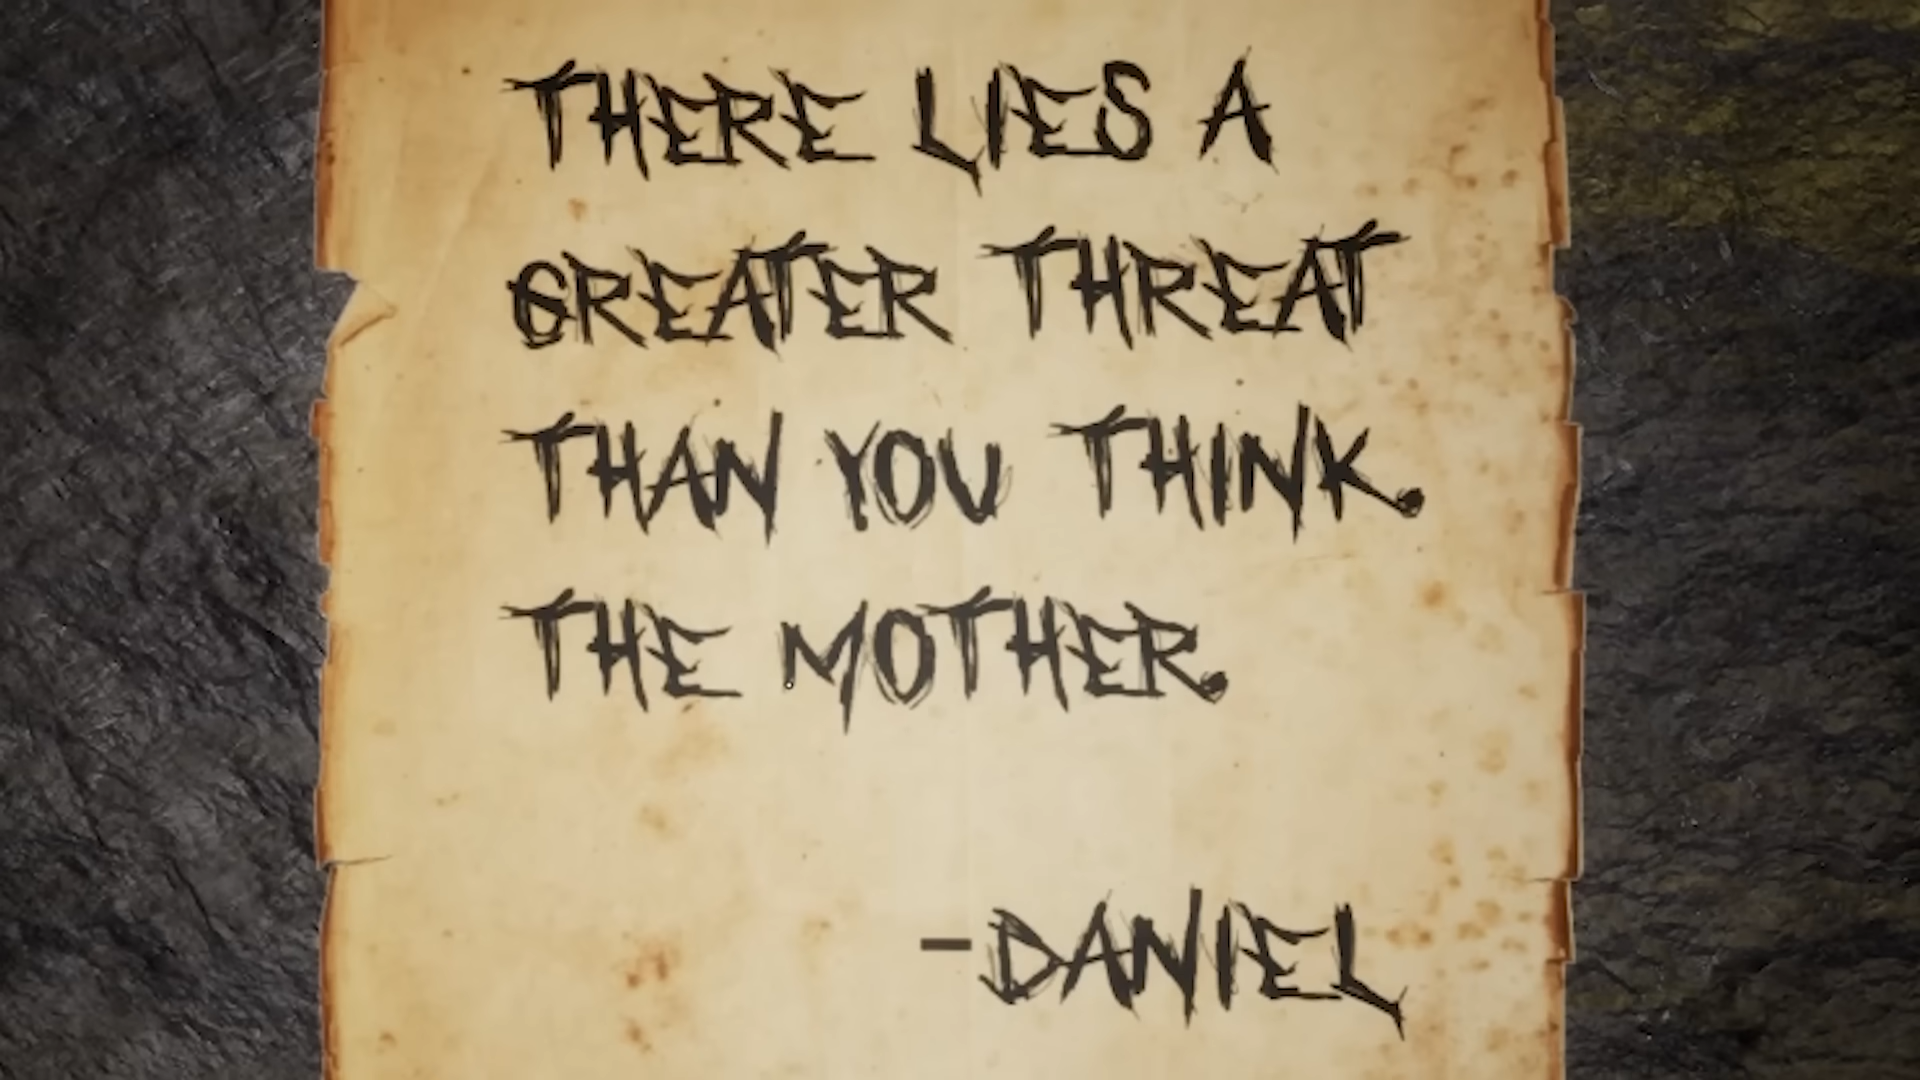 THERE LIES A
GREATER THREAT
THAN YOU THINK.
THE MOTHER.
-DANIEL